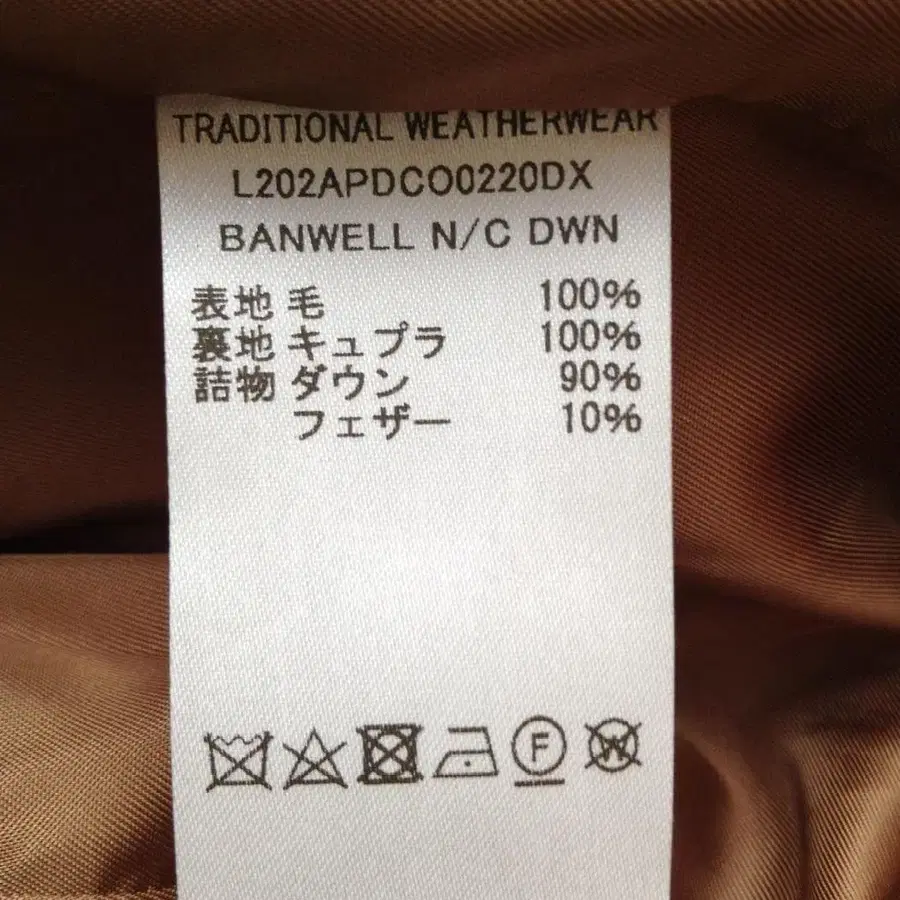 TRADITIONAL WEATHERWEAR
L202APDCO0220DX
BANWELL N/C DWN
表地 毛 100%
裏地 キュプラ 100%
詰物 ダウン 90%
フェザー 10%
F W